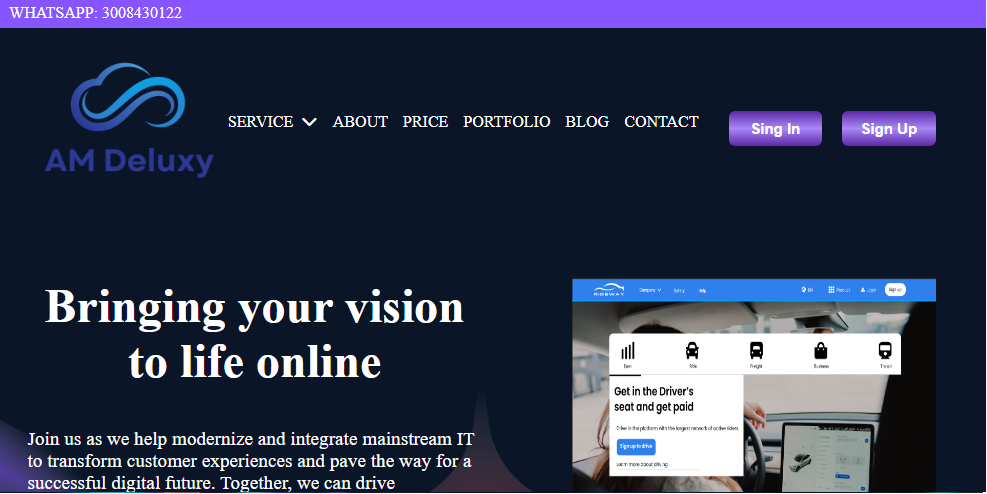 WHATSAPP: 3008430122
AM Deluxy
SERVICE ABOUT PRICE PORTFOLIO BLOG CONTACT
Sing In Sign Up
Bringing your vision
to life online
Join us as we help modernize and integrate mainstream IT
to transform customer experiences and pave the way for a
successful digital future. Together, we can drive
RIDEWAY Company Safety Help EN Product Login Sign up
Earn Ride Freight Business Transit
Get in the Driver's
seat and get paid
Drive in the platform with the largest network of active riders.
Sign up to drive
Learn more about driving